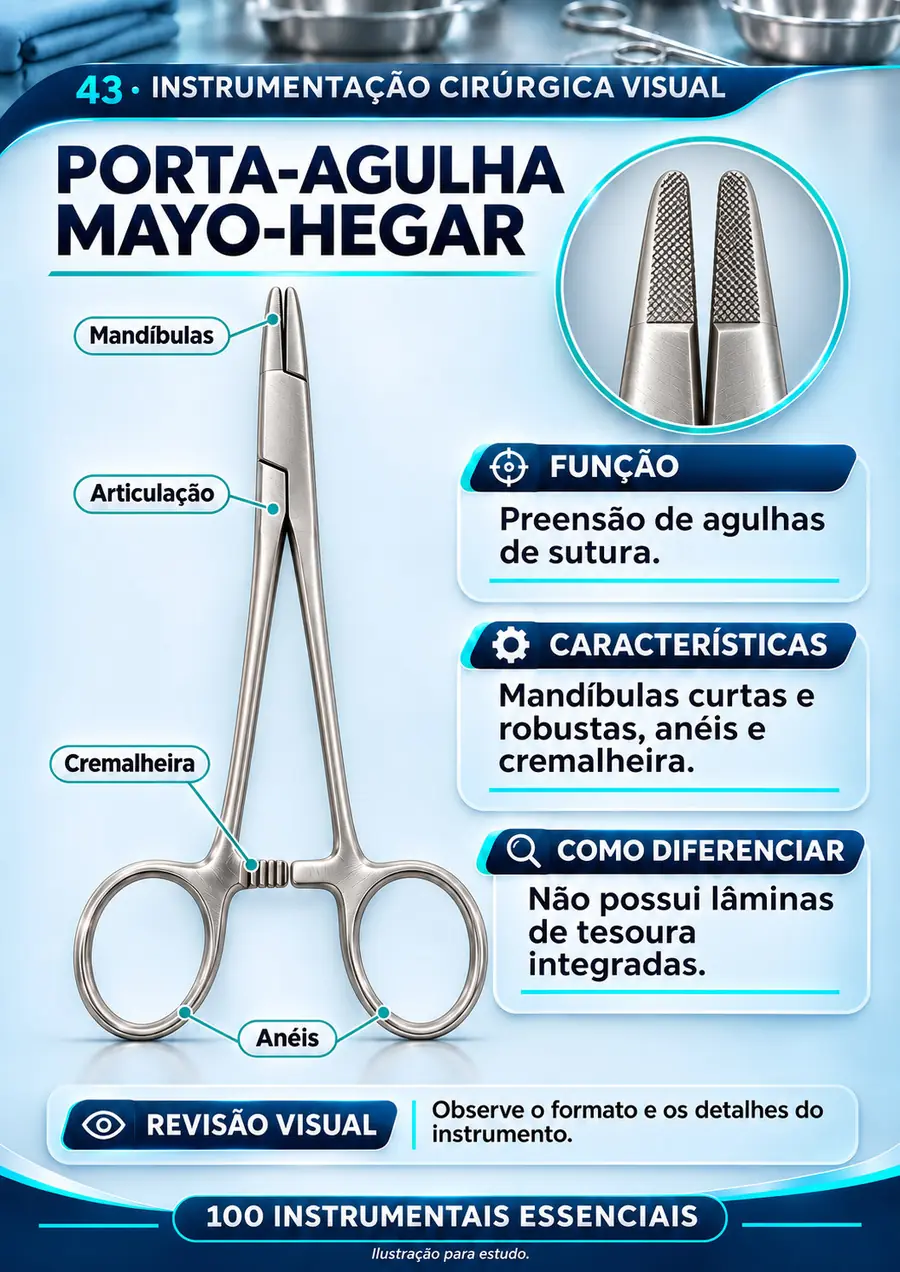 43 • INSTRUMENTAÇÃO CIRÚRGICA VISUAL
PORTA-AGULHA
MAYO-HEGAR
Mandíbulas
Articulação
Cremalheira
Anéis
FUNÇÃO
Preensão de agulhas
de sutura.
CARACTERÍSTICAS
Mandíbulas curtas e
robustas, anéis e
cremalheira.
COMO DIFERENCIAR
Não possui lâminas
de tesoura
integradas.
REVISÃO VISUAL
Observe o formato e os detalhes do
instrumento.
100 INSTRUMENTAIS ESSENCIAIS
Ilustração para estudo.